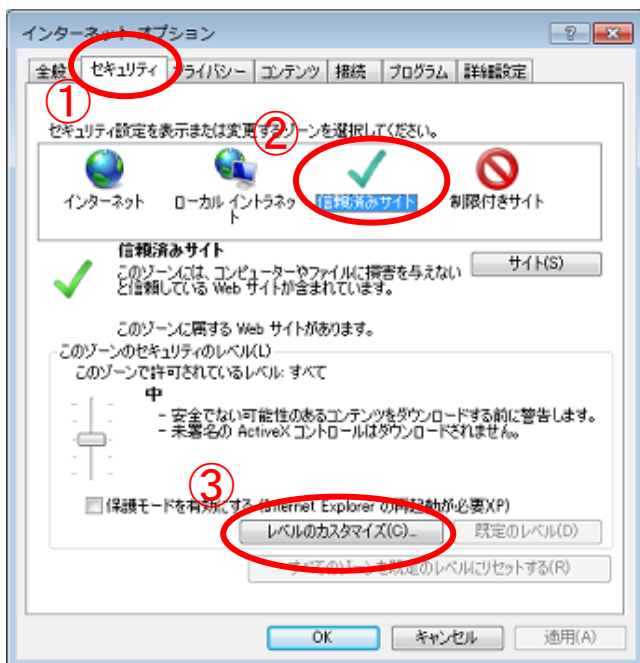 インターネット オプション
全般 セキュリティ プライバシー コンテンツ 接続 プログラム 詳細設定
①
②
セキュリティ設定を表示または変更するゾーンを選択してください。
インターネット ローカル イントラネット 信頼済みサイト 制限付きサイト
信頼済みサイト
サイト(S)
このゾーンには、コンピューターやファイルに損害を与えない
と信頼している Web サイトが含まれています。
このゾーンに属する Web サイトがあります。
このゾーンのセキュリティのレベル(L)
このゾーンで許可されているレベル: すべて
中
- 安全でない可能性のあるコンテンツをダウンロードする前に警告します。
- 未署名の ActiveX コントロールはダウンロードされません。
③
保護モードを有効にする (Internet Explorer の再起動が必要)(P)
レベルのカスタマイズ(C)... 既定のレベル(D)
すべてのゾーンを既定のレベルにリセットする(R)
OK キャンセル 適用(A)